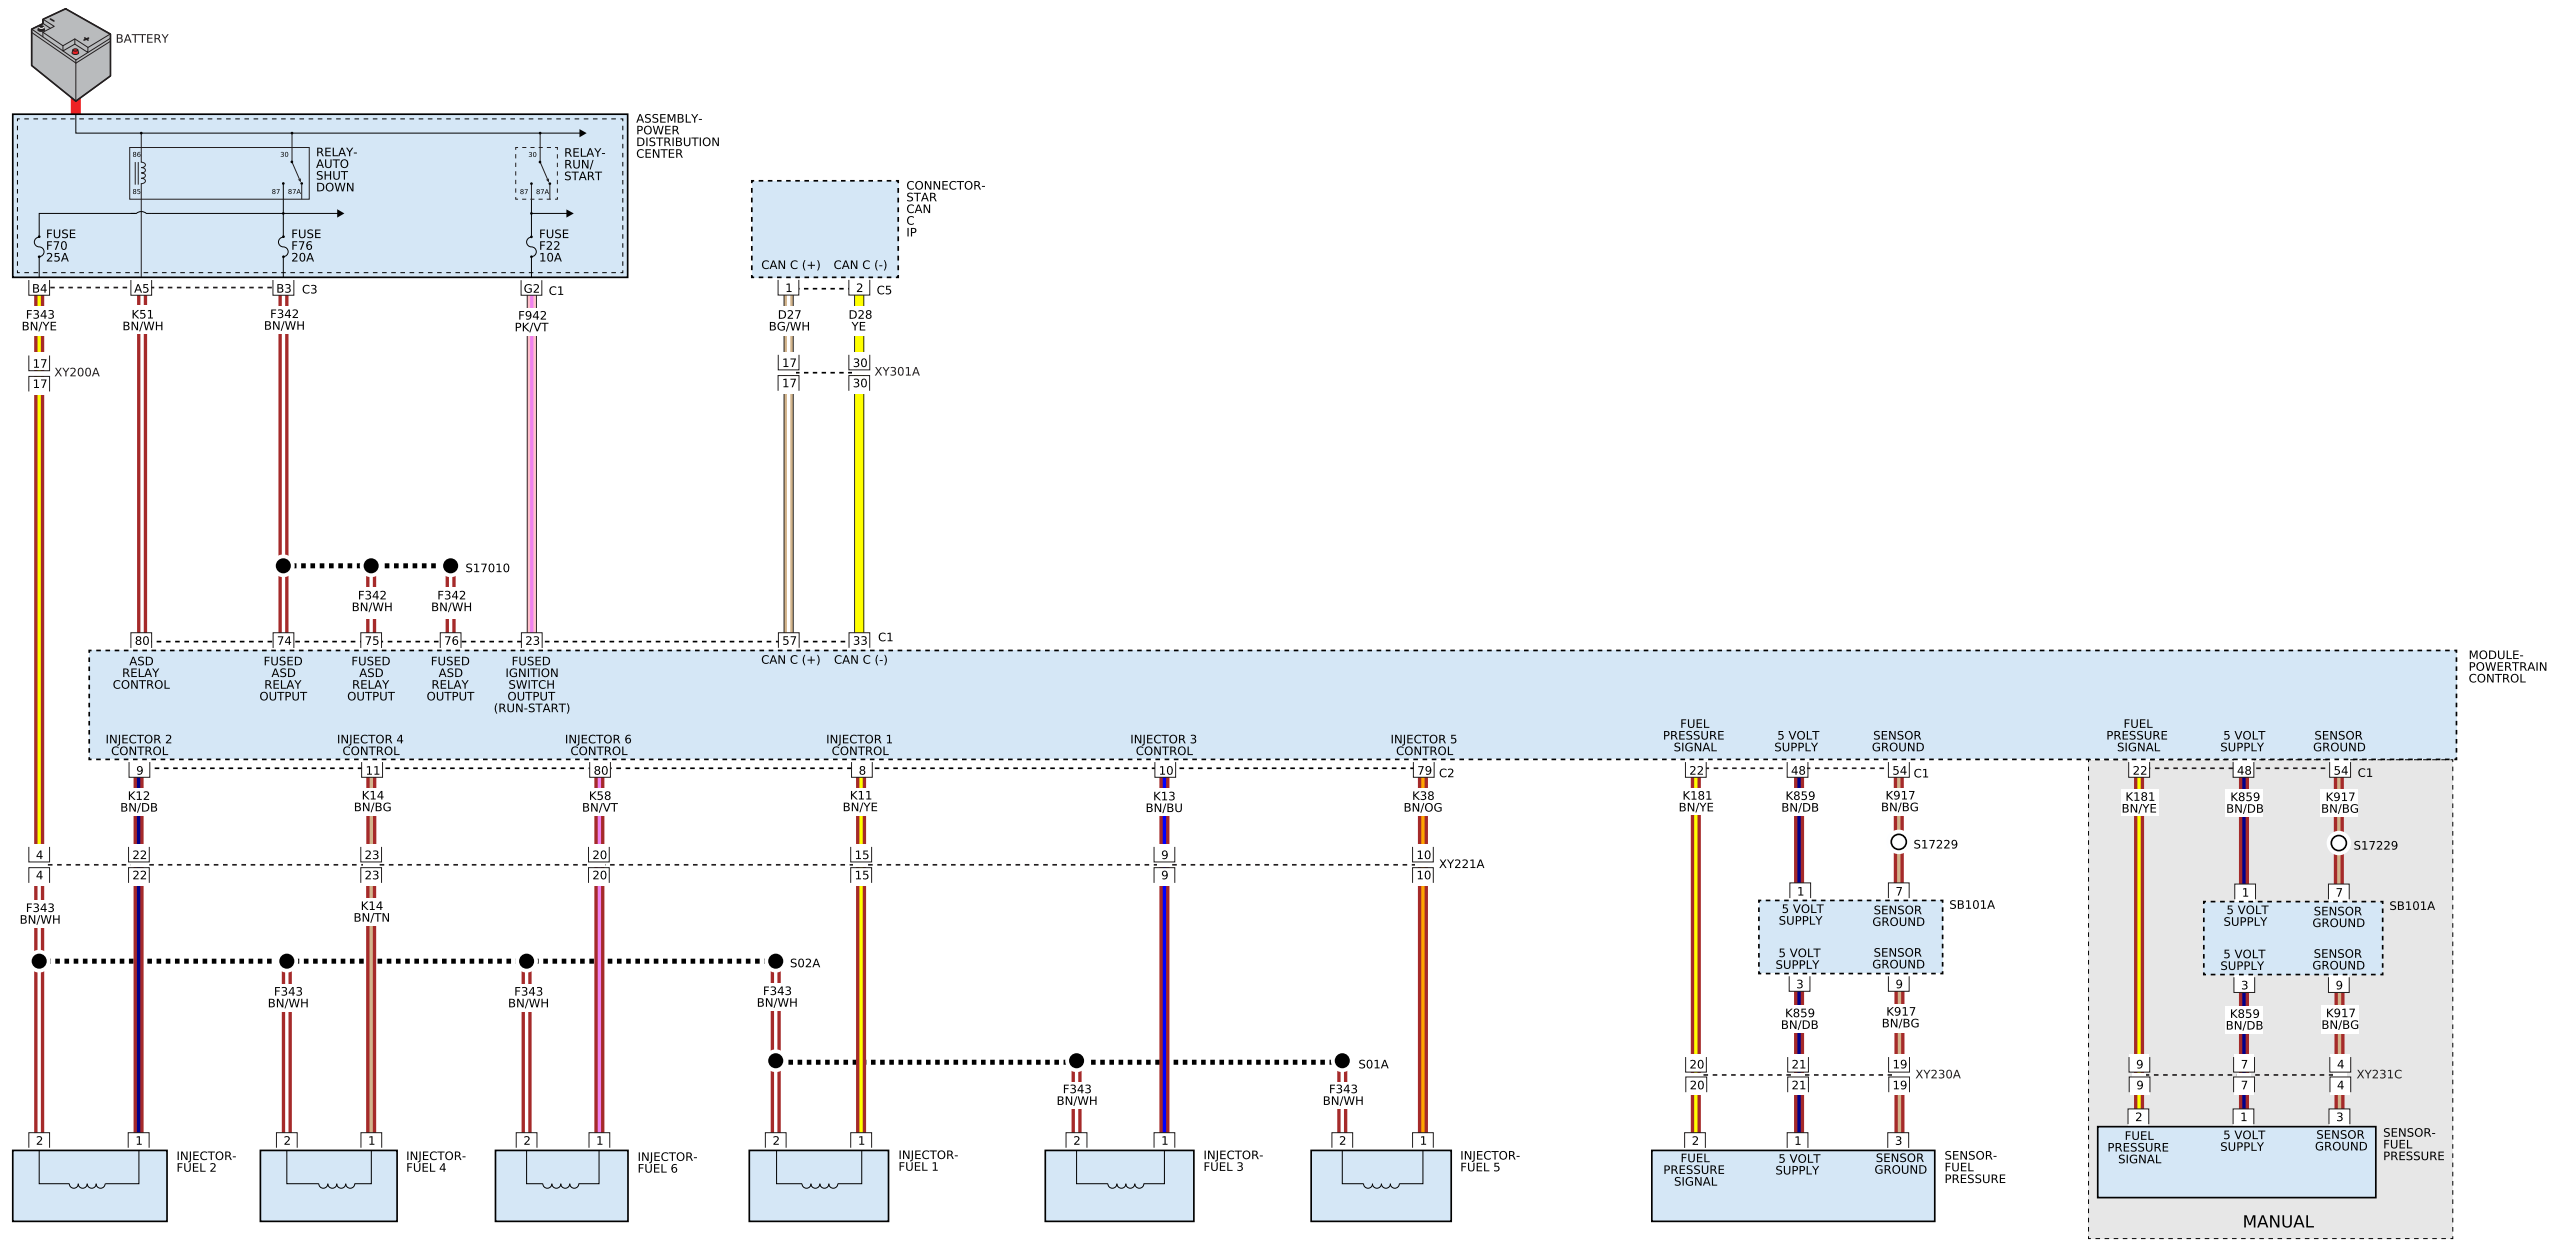 BATTERY
ASSEMBLY-
POWER
DISTRIBUTION
CENTER
86
85
30
87 87A
RELAY-
AUTO
SHUT
DOWN
30
87 87A
RELAY-
RUN/
START
FUSE
F70
25A
FUSE
F76
20A
FUSE
F22
10A
CONNECTOR-
STAR
CAN
C
IP
CAN C (+) CAN C (-)
B4 A5 B3 C3 G2 C1 1 2 C5
F343
BN/YE
K51
BN/WH
F342
BN/WH
F942
PK/VT
D27
BG/WH
D28
YE
17
17
XY200A
17 30
17 30
XY301A
S17010
F342
BN/WH
F342
BN/WH
80 74 75 76 23 57 33 C1
ASD
RELAY
CONTROL
FUSED
ASD
RELAY
OUTPUT
FUSED
ASD
RELAY
OUTPUT
FUSED
ASD
RELAY
OUTPUT
FUSED
IGNITION
SWITCH
OUTPUT
(RUN-START)
CAN C (+) CAN C (-)
MODULE-
POWERTRAIN
CONTROL
INJECTOR 2
CONTROL
INJECTOR 4
CONTROL
INJECTOR 6
CONTROL
INJECTOR 1
CONTROL
INJECTOR 3
CONTROL
INJECTOR 5
CONTROL
FUEL
PRESSURE
SIGNAL
5 VOLT
SUPPLY
SENSOR
GROUND
FUEL
PRESSURE
SIGNAL
5 VOLT
SUPPLY
SENSOR
GROUND
9 11 80 8 10 79 C2 22 48 54 C1 22 48 54 C1
K12
BN/DB
K14
BN/BG
K58
BN/VT
K11
BN/YE
K13
BN/BU
K38
BN/OG
K181
BN/YE
K859
BN/DB
K917
BN/BG
K181
BN/YE
K859
BN/DB
K917
BN/BG
S17229
S17229
4 22 23 20 15 9 10
4 22 23 20 15 9 10
XY221A
1 7
1 7
F343
BN/WH
K14
BN/TN
5 VOLT
SUPPLY
SENSOR
GROUND
SB101A
5 VOLT
SUPPLY
SENSOR
GROUND
SB101A
5 VOLT
SUPPLY
SENSOR
GROUND
5 VOLT
SUPPLY
SENSOR
GROUND
S02A
3 9
3 9
F343
BN/WH
F343
BN/WH
F343
BN/WH
K859
BN/DB
K917
BN/BG
K859
BN/DB
K917
BN/BG
S01A
20 21 19
20 21 19
XY230A
9 7 4
9 7 4
XY231C
F343
BN/WH
F343
BN/WH
2 1 2 1 2 1 2 1 2 1 2 1 2 1 3
2 1 3
INJECTOR-
FUEL 2
INJECTOR-
FUEL 4
INJECTOR-
FUEL 6
INJECTOR-
FUEL 1
INJECTOR-
FUEL 3
INJECTOR-
FUEL 5
FUEL
PRESSURE
SIGNAL
5 VOLT
SUPPLY
SENSOR
GROUND
SENSOR-
FUEL
PRESSURE
FUEL
PRESSURE
SIGNAL
5 VOLT
SUPPLY
SENSOR
GROUND
SENSOR-
FUEL
PRESSURE
MANUAL